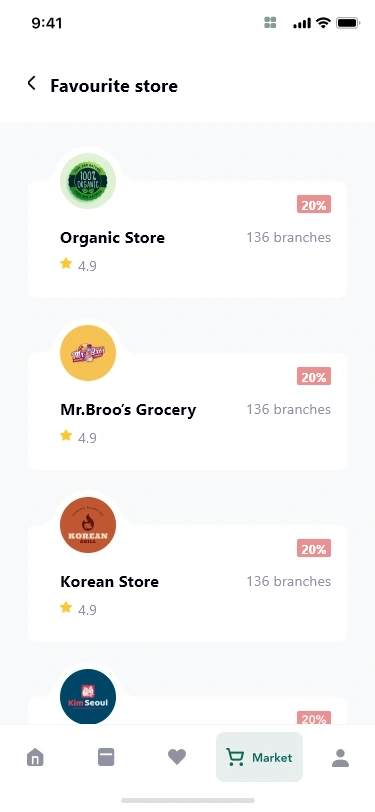 9:41
Favourite store
100%
ORGANIC
20%
Organic Store
136 branches
4.9
20%
Mr.Broo's Grocery
136 branches
4.9
KOREAN
GRILL
20%
Korean Store
136 branches
4.9
Kim Seoul
20%
Market